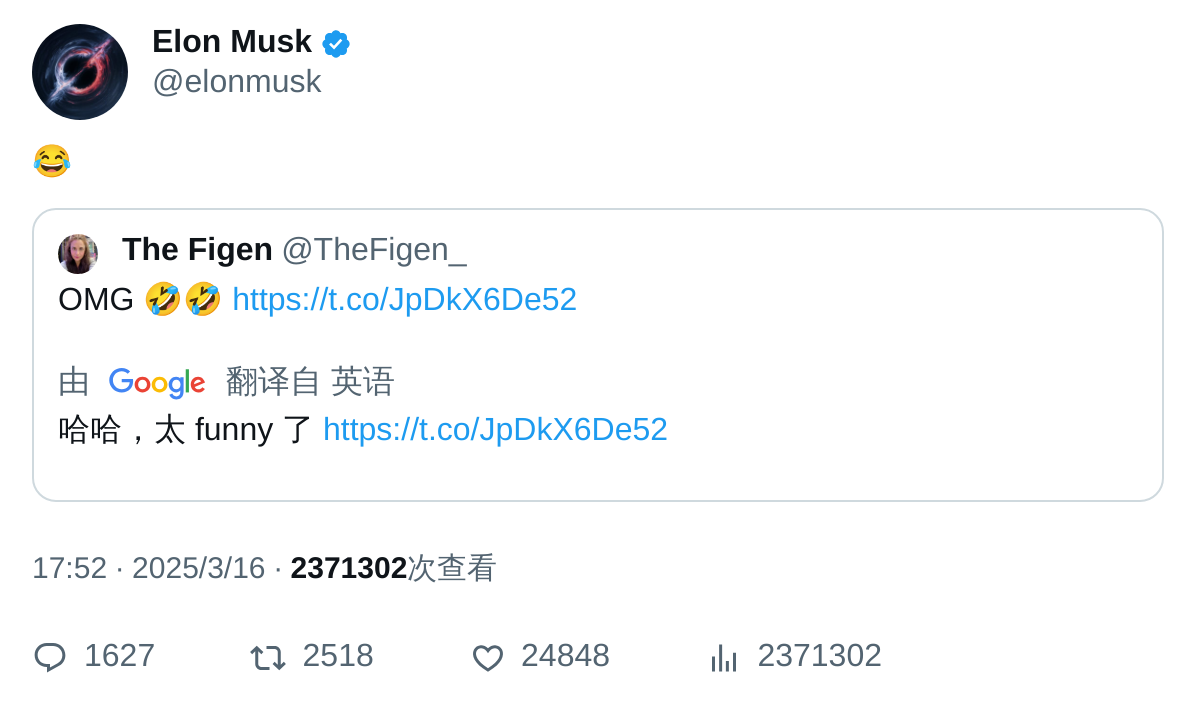 Elon Musk
@elonmusk
😂
The Figen @TheFigen_
OMG 🤣🤣 https://t.co/JpDkX6De52
由 Google 翻译自 英语
哈哈，太 funny 了 https://t.co/JpDkX6De52
17:52 · 2025/3/16 · 2371302次查看
1627 2518 24848 2371302